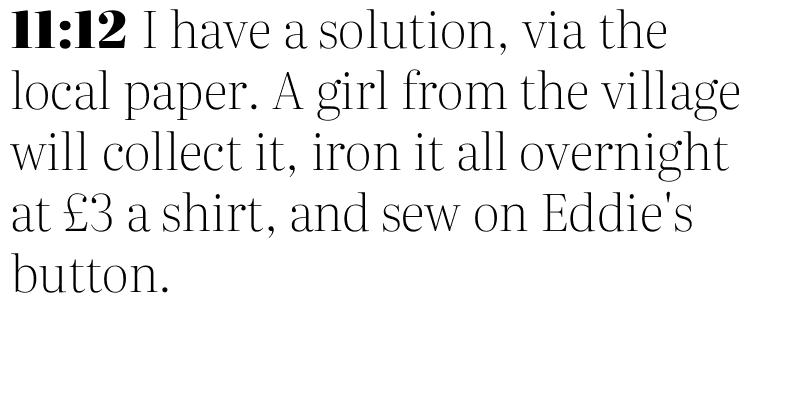 11:12 I have a solution, via the
local paper. A girl from the village
will collect it, iron it all overnight
at £3 a shirt, and sew on Eddie's
button.